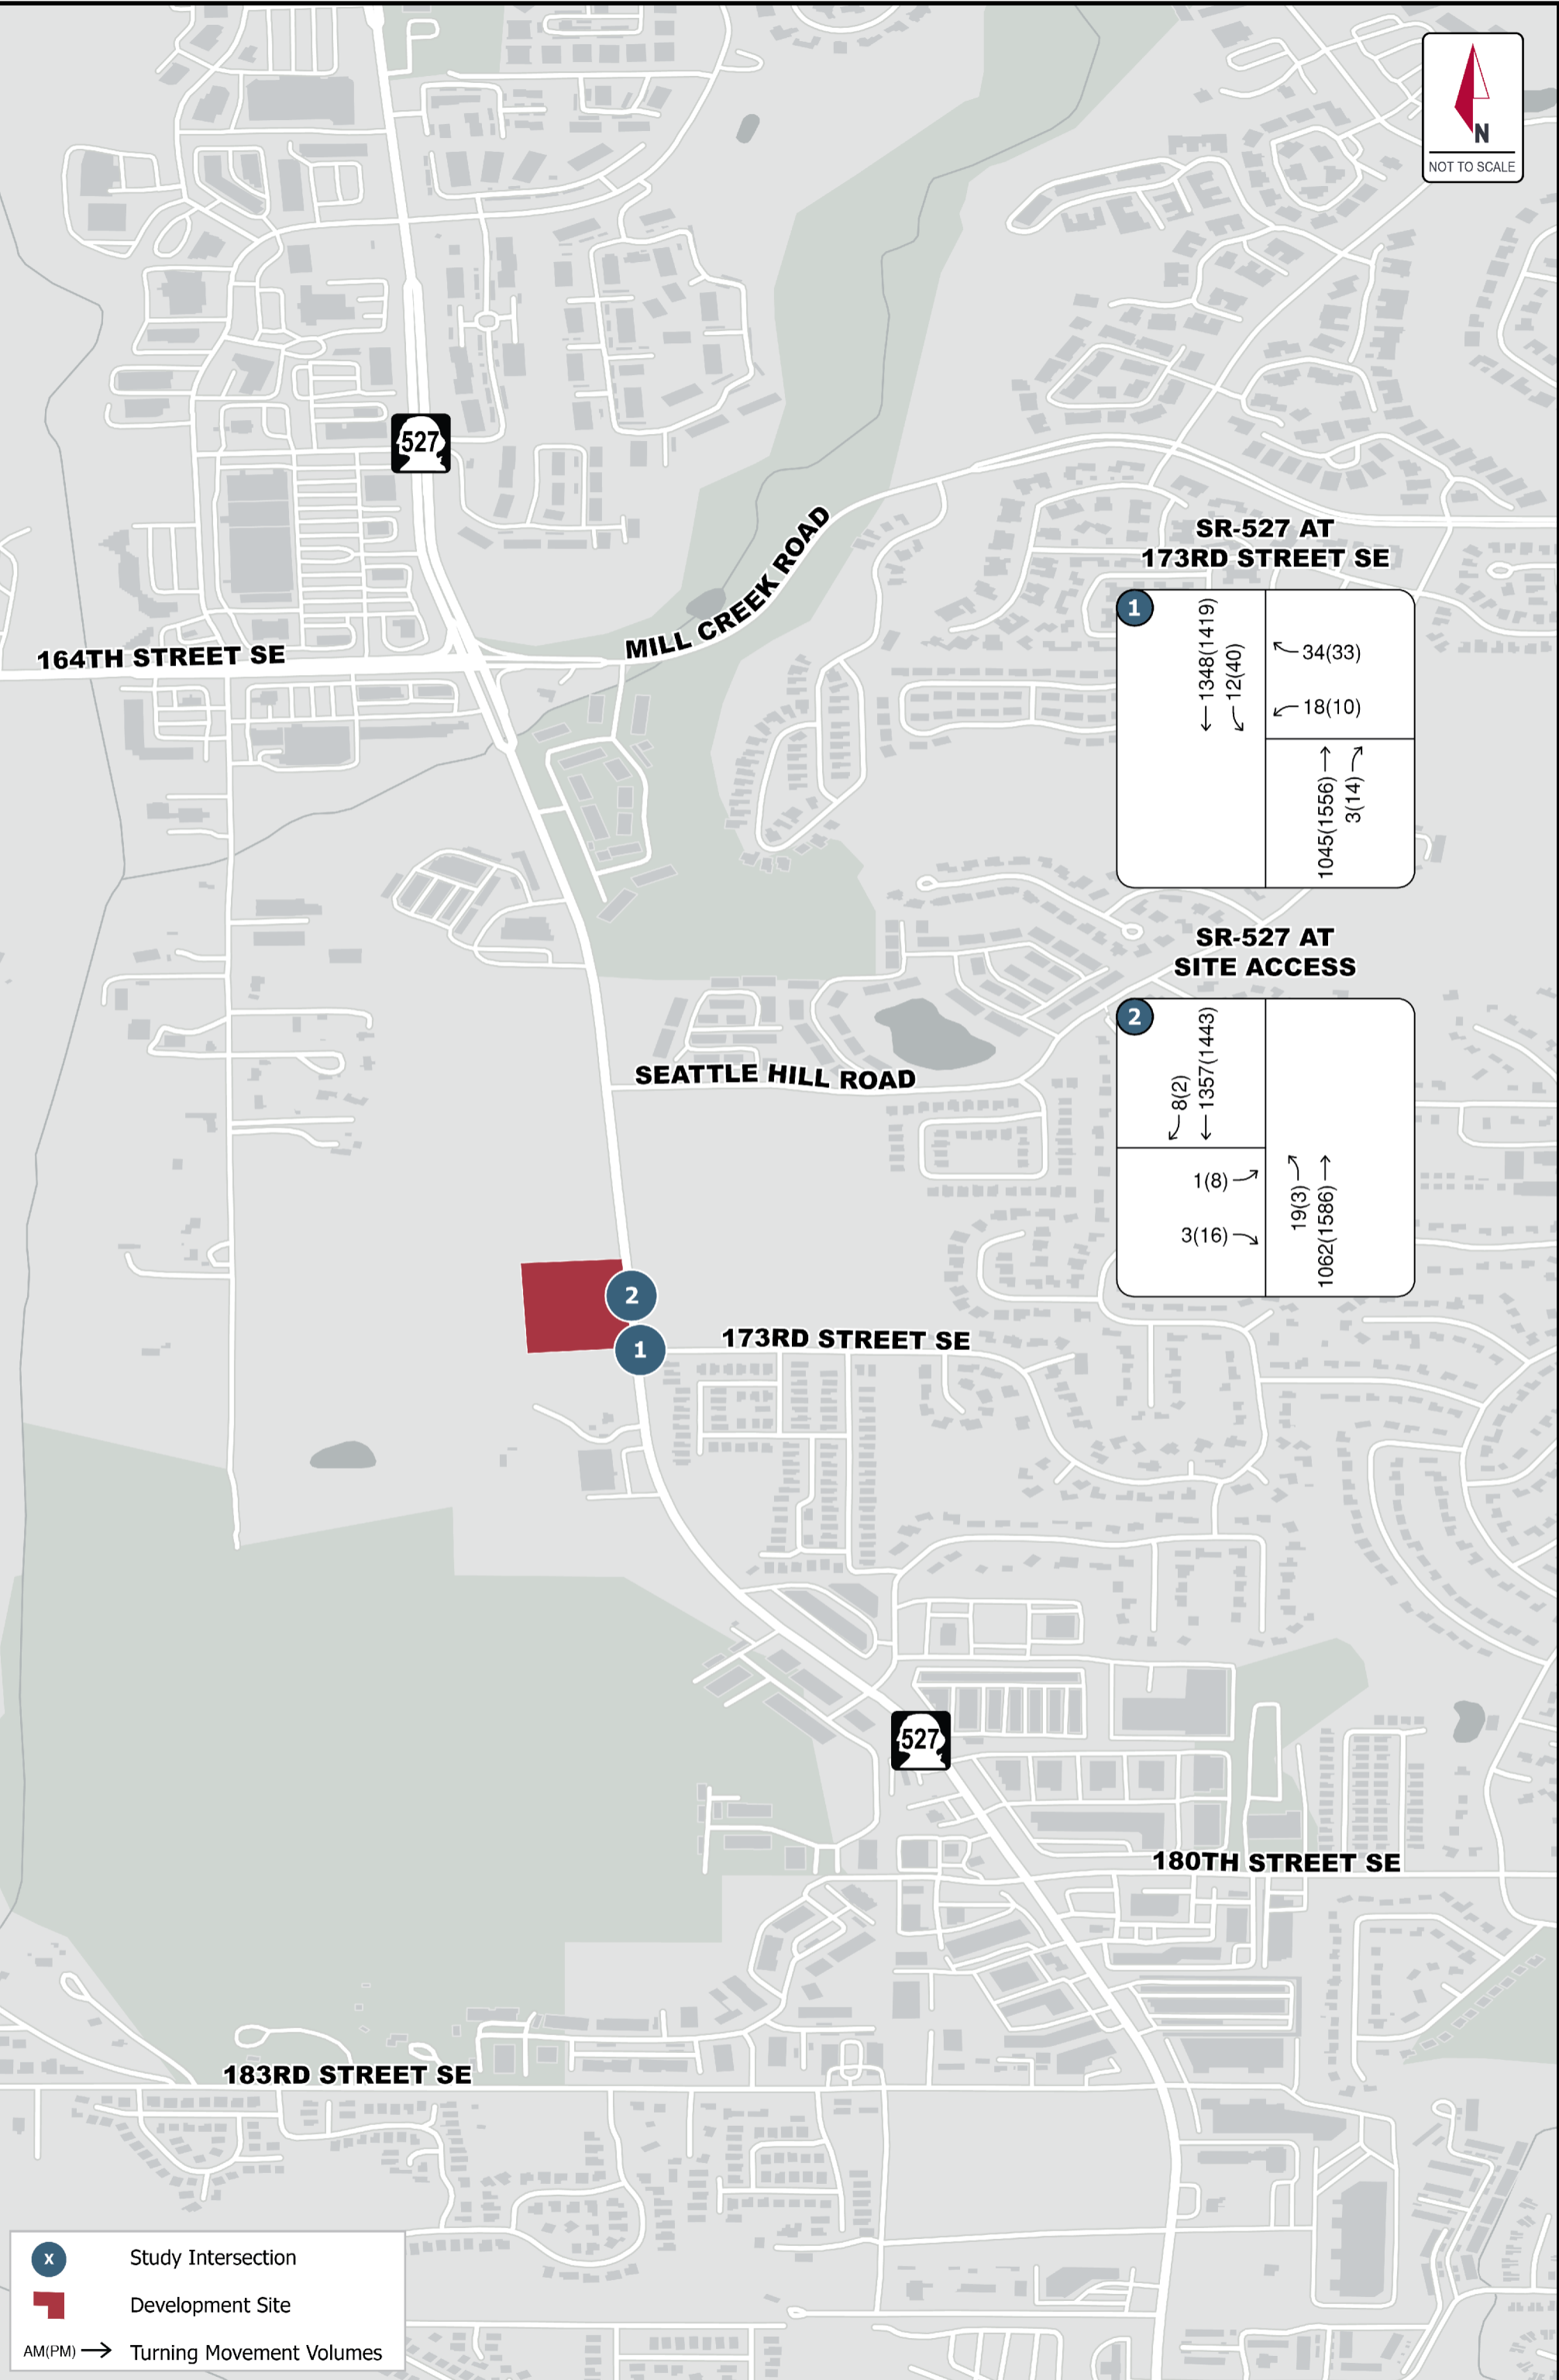 N
NOT TO SCALE
527
MILL CREEK ROAD
164TH STREET SE
SR-527 AT
173RD STREET SE
1
1348(1419)
12(40)
34(33)
18(10)
1045(1556)
3(14)
SR-527 AT
SITE ACCESS
2
8(2)
1357(1443)
1(8)
3(16)
19(3)
1062(1586)
SEATTLE HILL ROAD
2
1
173RD STREET SE
527
180TH STREET SE
183RD STREET SE
X Study Intersection
Development Site
AM(PM) → Turning Movement Volumes